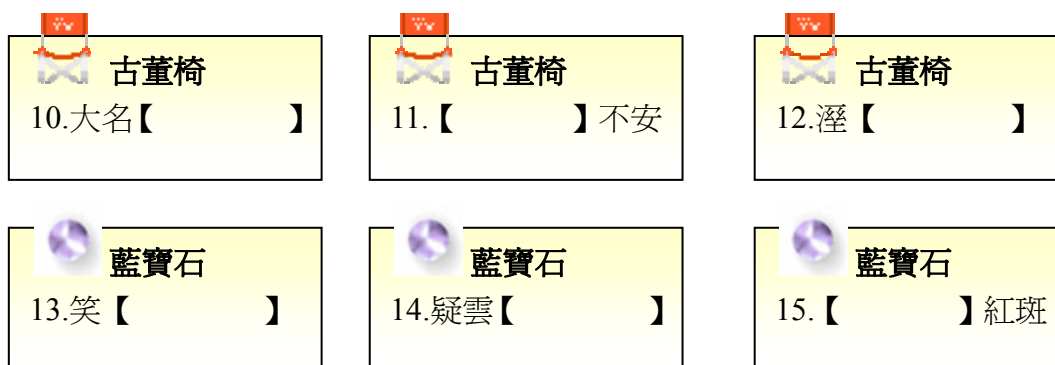 古董椅
10.大名【 】
古董椅
11.【 】不安
古董椅
12.溼【 】
藍寶石
13.笑【 】
藍寶石
14.疑雲【 】
藍寶石
15.【 】紅斑